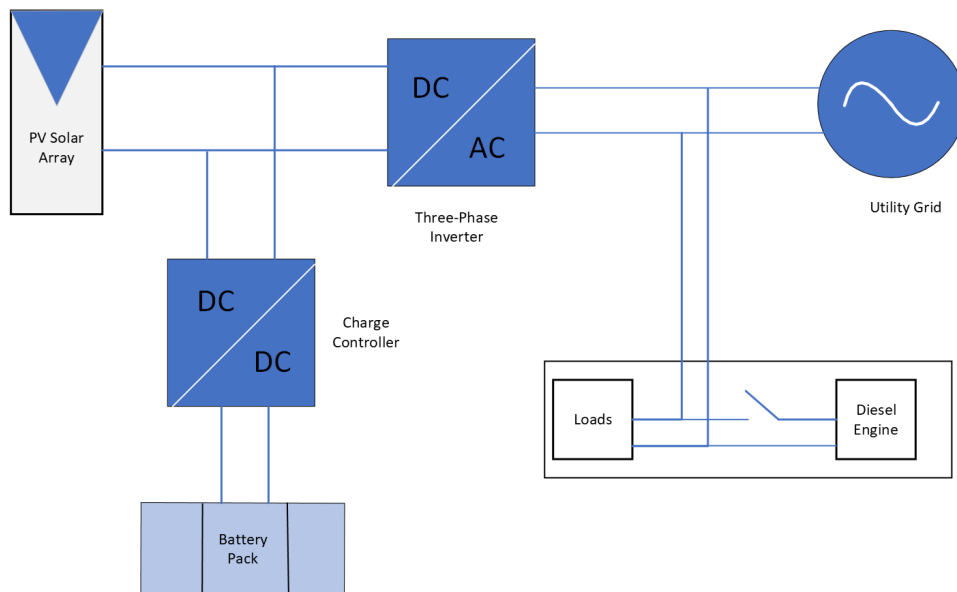 PV Solar
Array
DC
AC
Three-Phase
Inverter
Utility Grid
DC
DC
Charge
Controller
Loads
Diesel
Engine
Battery
Pack